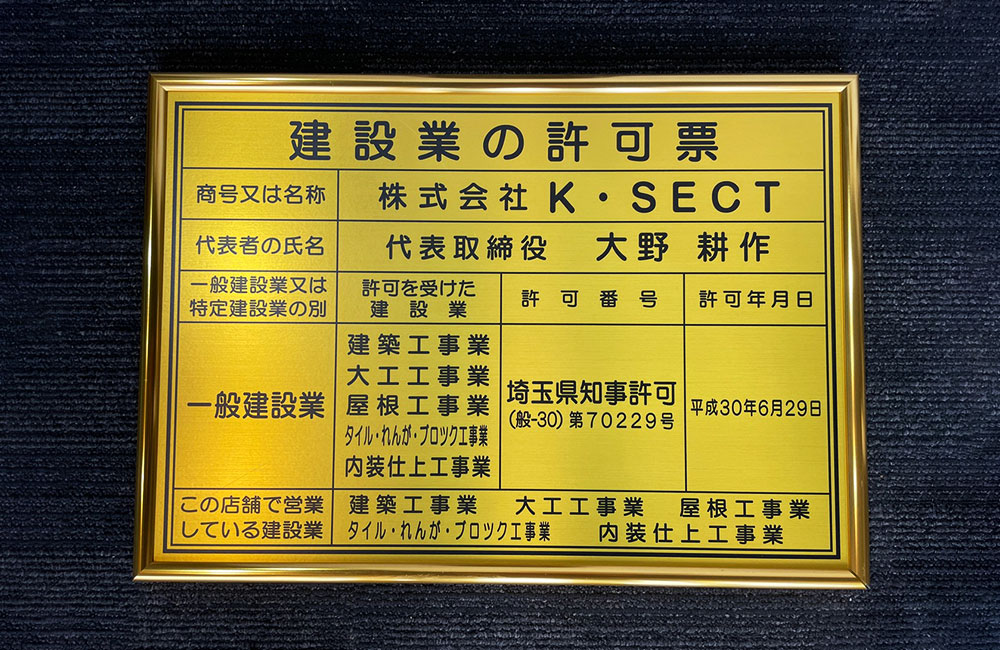 建設業の許可票
商号又は名称 株式会社 K・SECT
代表者の氏名 代表取締役 大野 耕作
一般建設業又は
特定建設業の別
許可を受けた
建設業
許可番号
許可年月日
一般建設業
建築工事業
大工工事業
屋根工事業
タイル・れんが・ブロツク工事業
内装仕上工事業
埼玉県知事許可
(般-30) 第70229号
平成30年6月29日
この店舗で営業
している建設業
建築工事業 大工工事業 屋根工事業
タイル・れんが・ブロツク工事業 内装仕上工事業